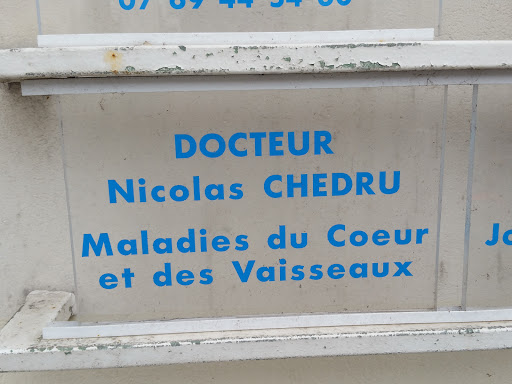 DOCTEUR
Nicolas CHEDRU
Maladies du Coeur
et des Vaisseaux